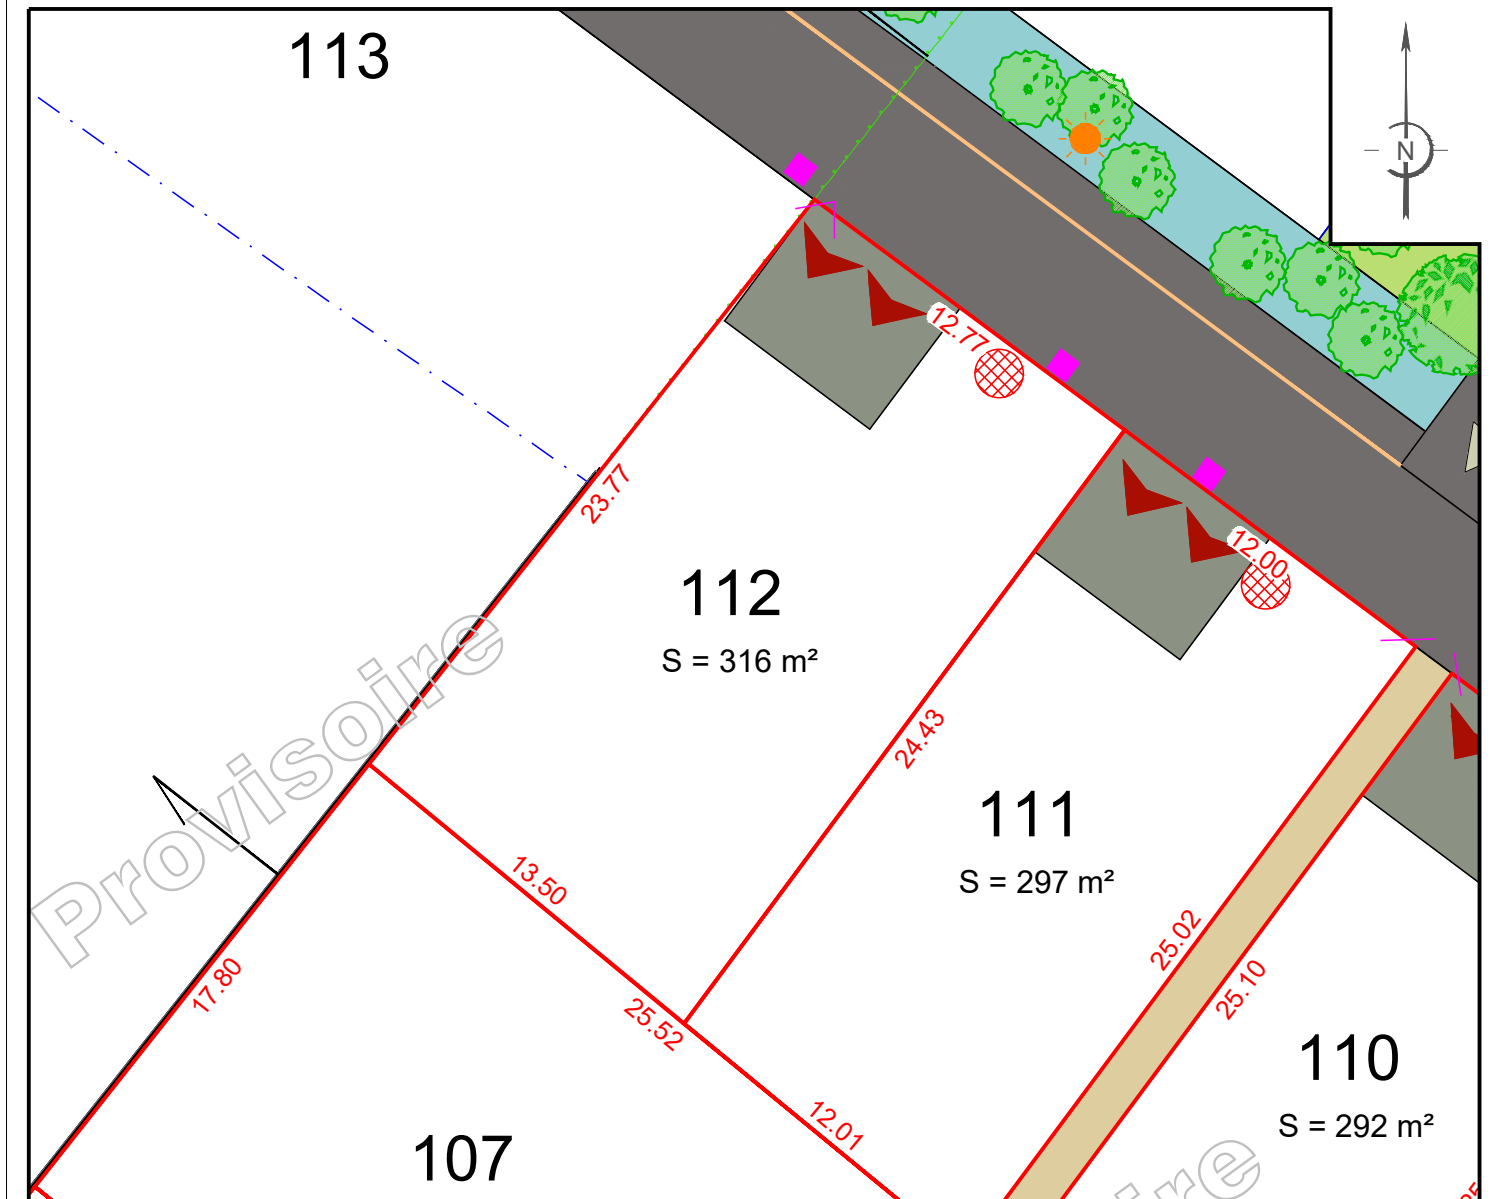 113
N
12.77
23.77
12.00
112
S = 316 m²
Provisoire
24.43
111
S = 297 m²
13.50
25.02
17.80
25.10
25.52
110
S = 292 m²
12.01
107
ire